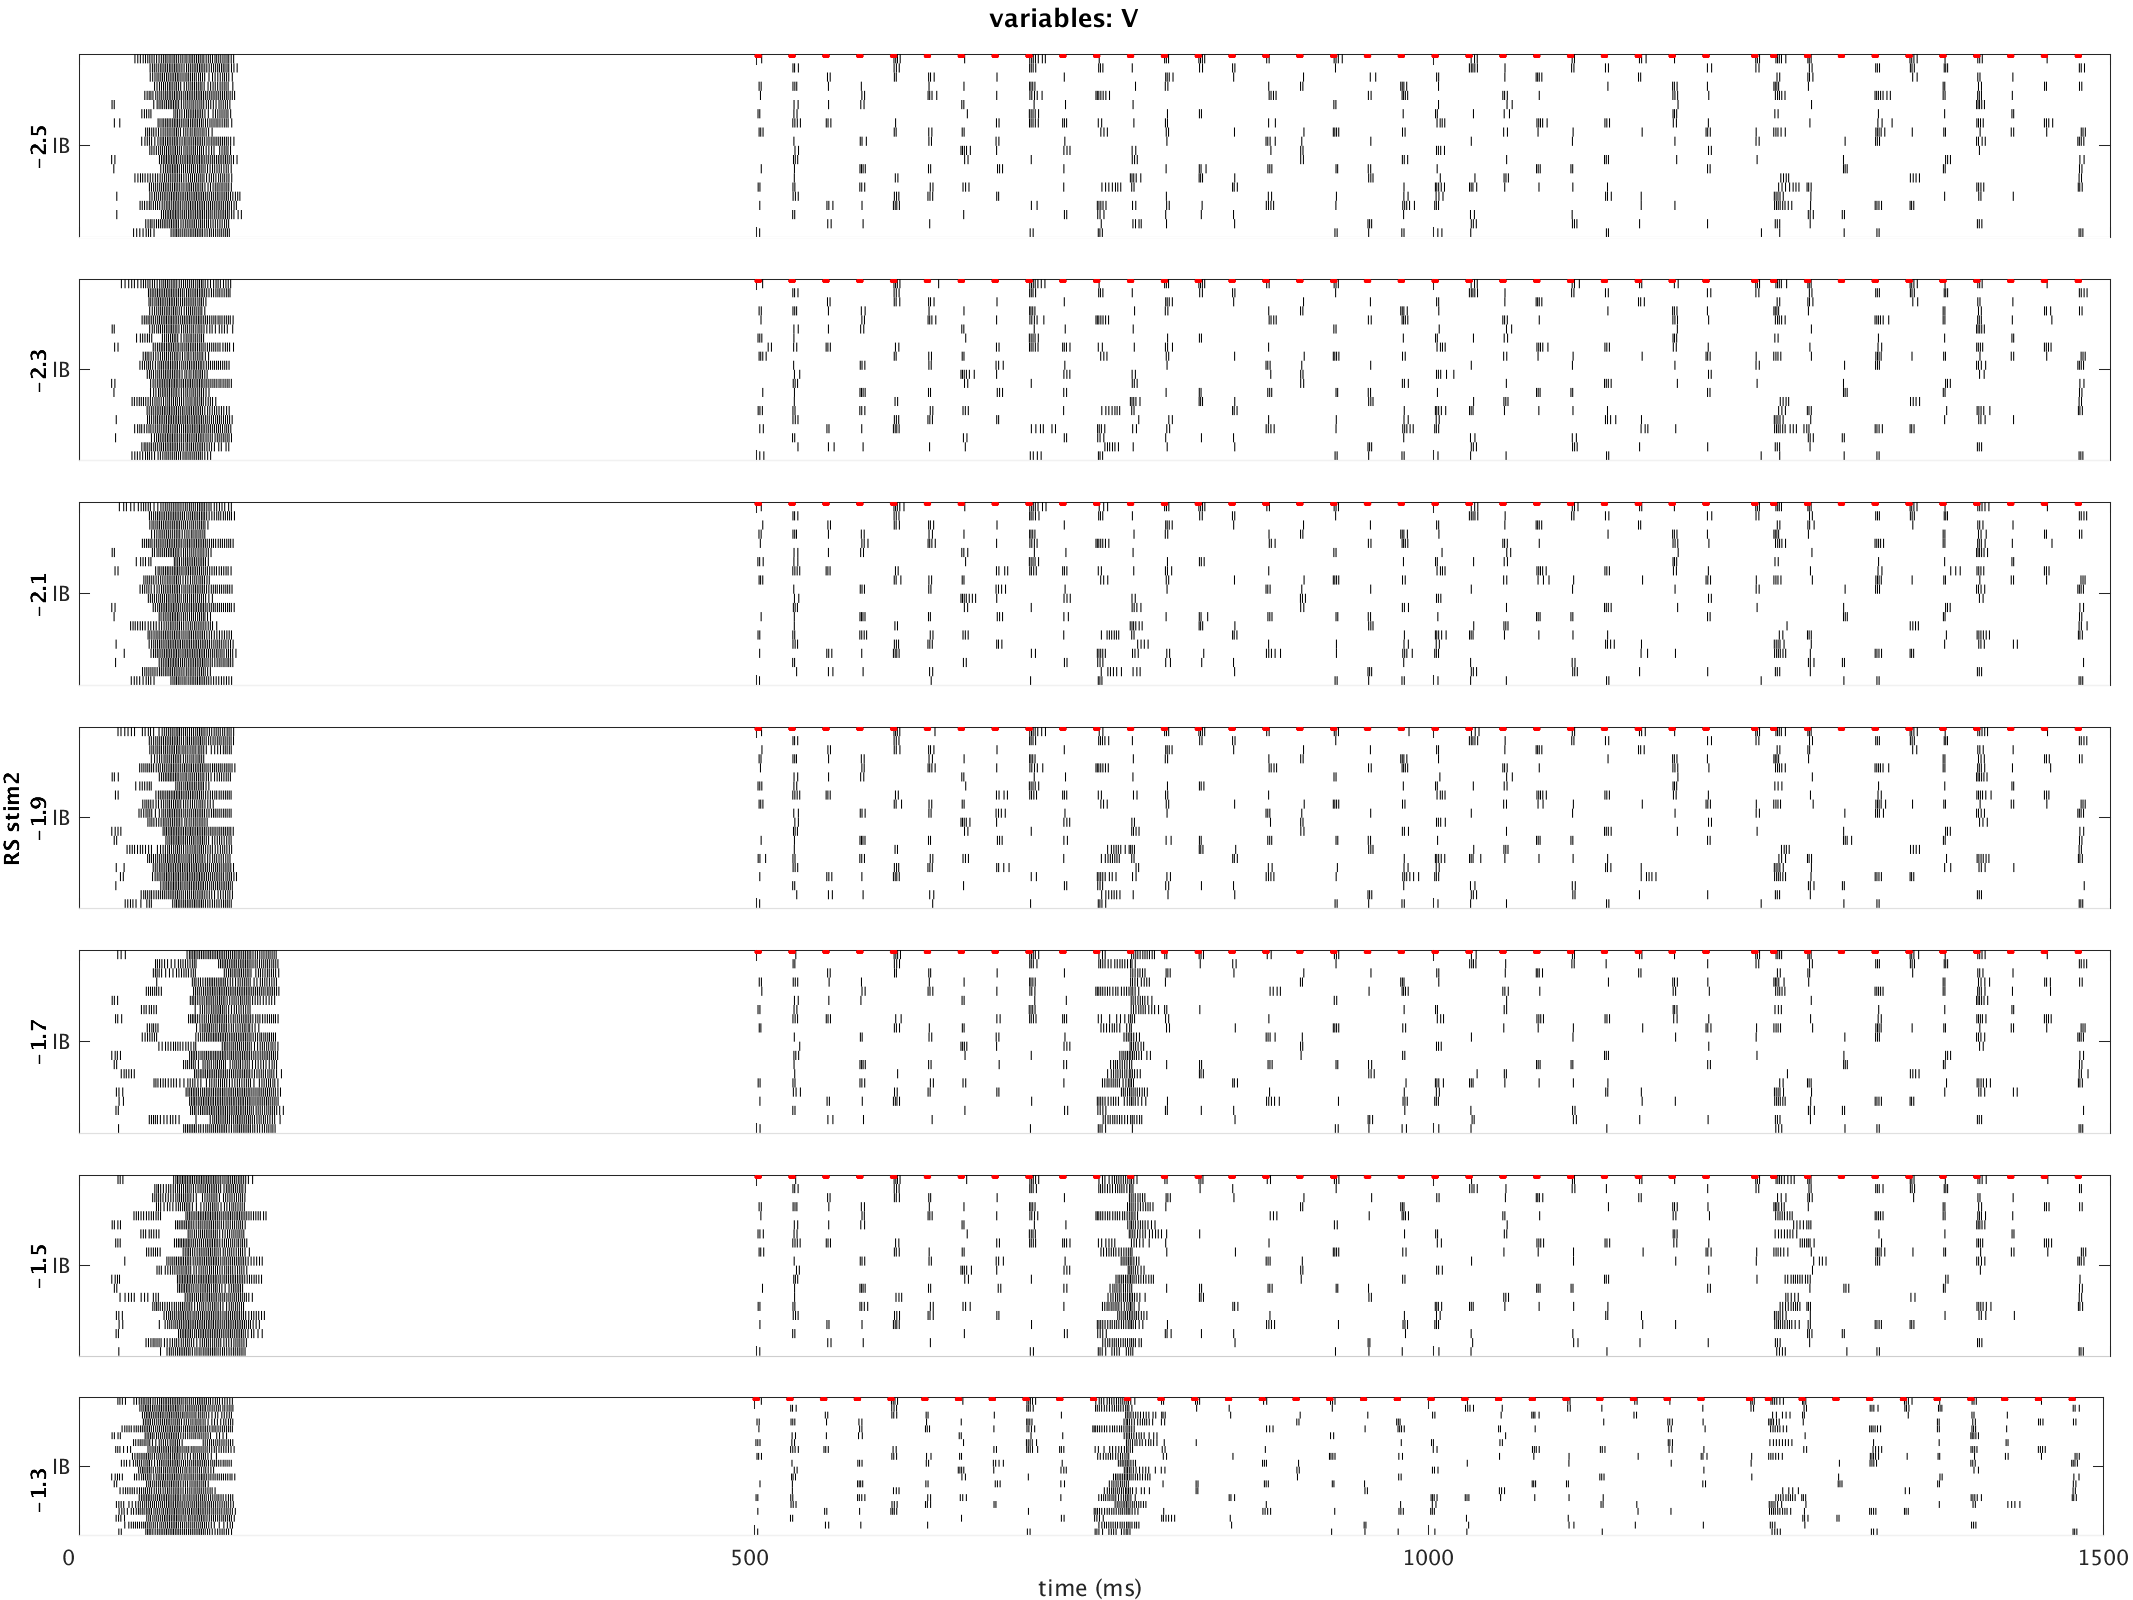 variables: V
RS stim2
−2.5
IB
−2.3
IB
−2.1
IB
−1.9
IB
−1.7
IB
−1.5
IB
−1.3
IB
0 500 1000 1500
time (ms)